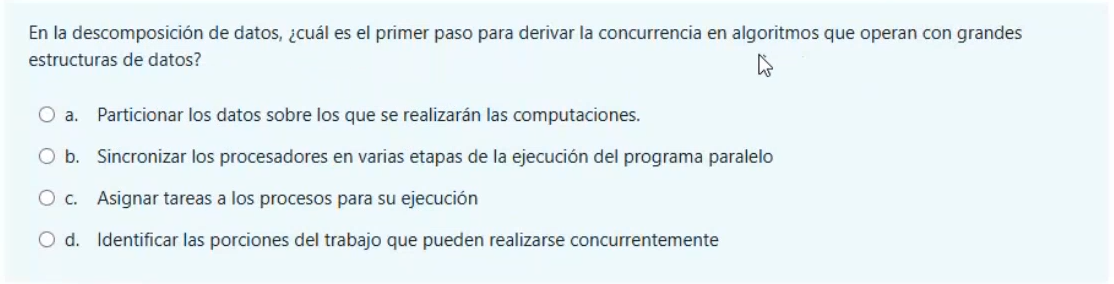 En la descomposición de datos, ¿cuál es el primer paso para derivar la concurrencia en algoritmos que operan con grandes
estructuras de datos?
a. Particionar los datos sobre los que se realizarán las computaciones.
b. Sincronizar los procesadores en varias etapas de la ejecución del programa paralelo
c. Asignar tareas a los procesos para su ejecución
d. Identificar las porciones del trabajo que pueden realizarse concurrentemente